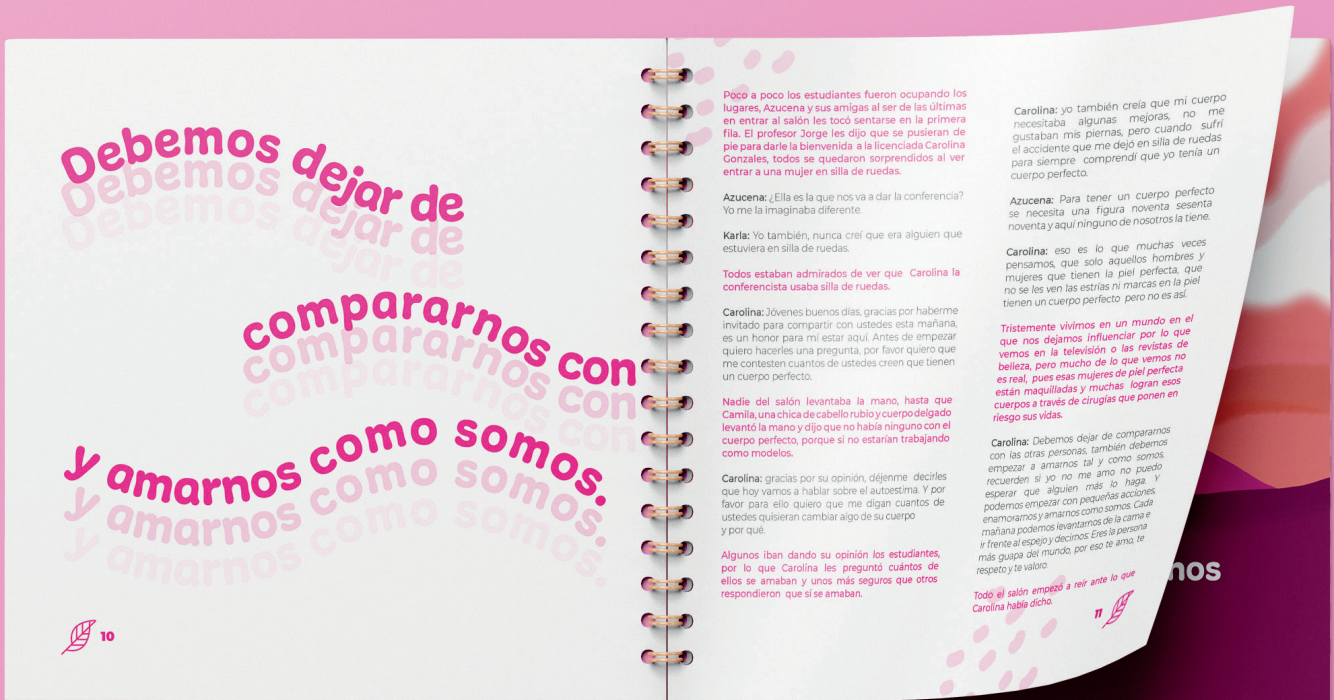 Debemos dejar de
compararnos con
y amarnos como somos.
10
Poco a poco los estudiantes fueron ocupando los
lugares, Azucena y sus amigas al ser de las últimas
en entrar al salón les tocó sentarse en la primera
fila. El profesor Jorge les dijo que se pusieran de
pie para darle la bienvenida a la licenciada Carolina
Gonzales, todos se quedaron sorprendidos al ver
entrar a una mujer en silla de ruedas.
Azucena: ¿Ella es la que nos va a dar la conferencia?
Yo me la imaginaba diferente.
Karla: Yo también, nunca creí que era alguien que
estuviera en silla de ruedas.
Todos estaban admirados de ver que Carolina la
conferencista usaba silla de ruedas.
Carolina: Jóvenes buenos días, gracias por haberme
invitado para compartir con ustedes esta mañana,
es un honor para mí estar aquí. Antes de empezar
quiero hacerles una pregunta, por favor quiero que
me contesten cuantos de ustedes creen que tienen
un cuerpo perfecto.
Nadie del salón levantaba la mano, hasta que
Camila, una chica de cabello rubio y cuerpo delgado
levantó la mano y dijo que no había ninguno con el
cuerpo perfecto, porque si no estarían trabajando
como modelos.
Carolina: gracias por su opinión, déjenme decirles
que hoy vamos a hablar sobre el autoestima. Y por
favor para ello quiero que me digan cuantos de
ustedes quisieran cambiar algo de su cuerpo
y por qué.
Algunos iban dando su opinión los estudiantes,
por lo que Carolina les preguntó cuántos de
ellos se amaban y unos más seguros que otros
respondieron que sí se amaban.
Carolina: yo también creía que mi cuerpo
necesitaba algunas mejoras, no me
gustaban mis piernas, pero cuando sufrí
el accidente que me dejó en silla de ruedas
para siempre comprendí que yo tenía un
cuerpo perfecto.
Azucena: Para tener un cuerpo perfecto
se necesita una figura noventa sesenta
noventa y aquí ninguno de nosotros la tiene.
Carolina: eso es lo que muchas veces
pensamos, que solo aquellos hombres y
mujeres que tienen la piel perfecta, que
no se les ven las estrías ni marcas en la piel
tienen un cuerpo perfecto pero no es así.
Tristemente vivimos en un mundo en el
que nos dejamos influenciar por lo que
vemos en la televisión o las revistas de
belleza, pero mucho de lo que vemos no
es real, pues esas mujeres de piel perfecta
están maquilladas y muchas logran esos
cuerpos a través de cirugías que ponen en
riesgo sus vidas.
Carolina: Debemos dejar de compararnos
con las otras personas, también debemos
empezar a amarnos tal y como somos,
recuerden si yo no me amo no puedo
esperar que alguien más lo haga. Y
podemos empezar con pequeñas acciones,
enamorarnos y amarnos como somos. Cada
mañana podemos levantarnos de la cama e
ir frente al espejo y decirnos: Eres la persona
más guapa del mundo, por eso te amo, te
respeto y te valoro.
Todo el salón empezó a reír ante lo que
Carolina había dicho.
11
nos